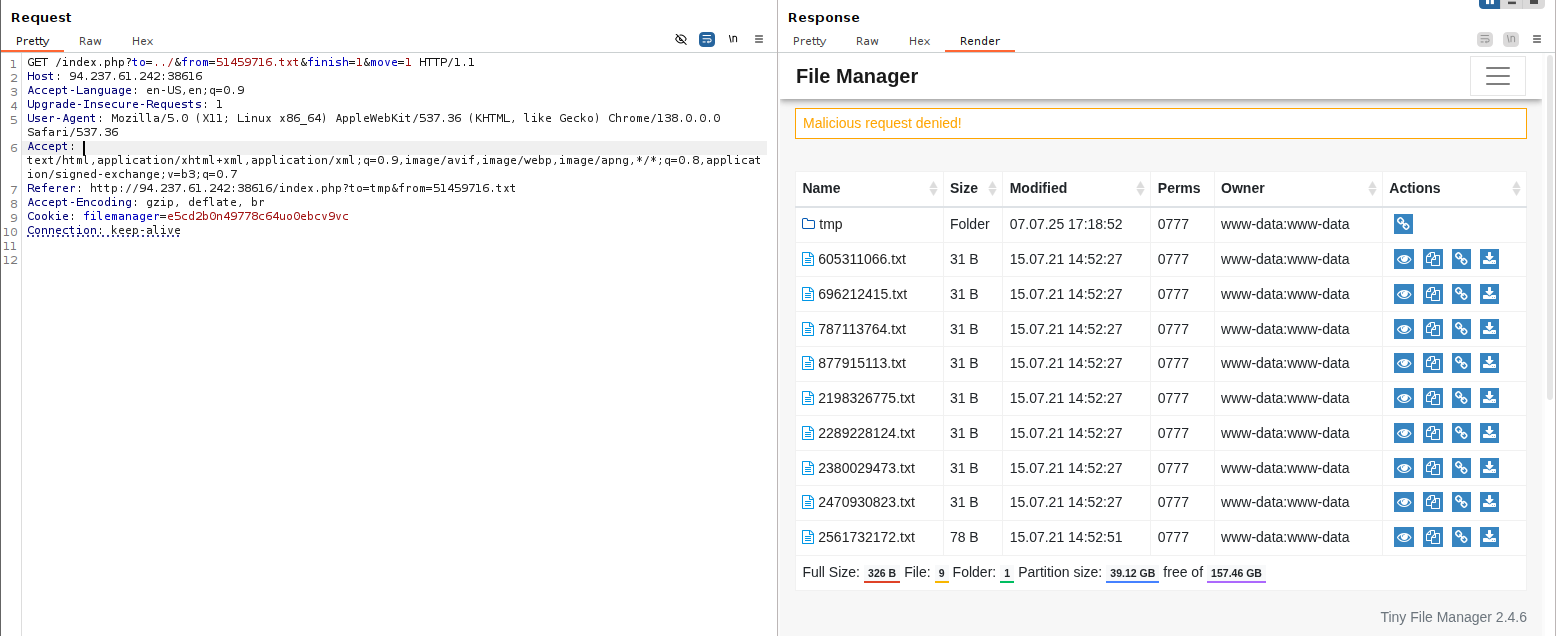 Request
Pretty Raw Hex
\n
1 GET /index.php?to=../&from=51459716.txt&finish=1&move=1 HTTP/1.1
2 Host: 94.237.61.242:38616
3 Accept-Language: en-US,en;q=0.9
4 Upgrade-Insecure-Requests: 1
5 User-Agent: Mozilla/5.0 (X11; Linux x86_64) AppleWebKit/537.36 (KHTML, like Gecko) Chrome/138.0.0.0
Safari/537.36
6 Accept:
text/html,application/xhtml+xml,application/xml;q=0.9,image/avif,image/webp,image/apng,*/*;q=0.8,applicat
ion/signed-exchange;v=b3;q=0.7
7 Referer: http://94.237.61.242:38616/index.php?to=tmp&from=51459716.txt
8 Accept-Encoding: gzip, deflate, br
9 Cookie: filemanager=e5cd2b0n49778c64uo0ebcv9vc
10 Connection: keep-alive
11
12
Response
Pretty Raw Hex Render
\n
File Manager
Malicious request denied!
Name Size Modified Perms Owner Actions
tmp Folder 07.07.25 17:18:52 0777 www-data:www-data
605311066.txt 31 B 15.07.21 14:52:27 0777 www-data:www-data
696212415.txt 31 B 15.07.21 14:52:27 0777 www-data:www-data
787113764.txt 31 B 15.07.21 14:52:27 0777 www-data:www-data
877915113.txt 31 B 15.07.21 14:52:27 0777 www-data:www-data
2198326775.txt 31 B 15.07.21 14:52:27 0777 www-data:www-data
2289228124.txt 31 B 15.07.21 14:52:27 0777 www-data:www-data
2380029473.txt 31 B 15.07.21 14:52:27 0777 www-data:www-data
2470930823.txt 31 B 15.07.21 14:52:27 0777 www-data:www-data
2561732172.txt 78 B 15.07.21 14:52:51 0777 www-data:www-data
Full Size: 326 B File: 9 Folder: 1 Partition size: 39.12 GB free of 157.46 GB
Tiny File Manager 2.4.6